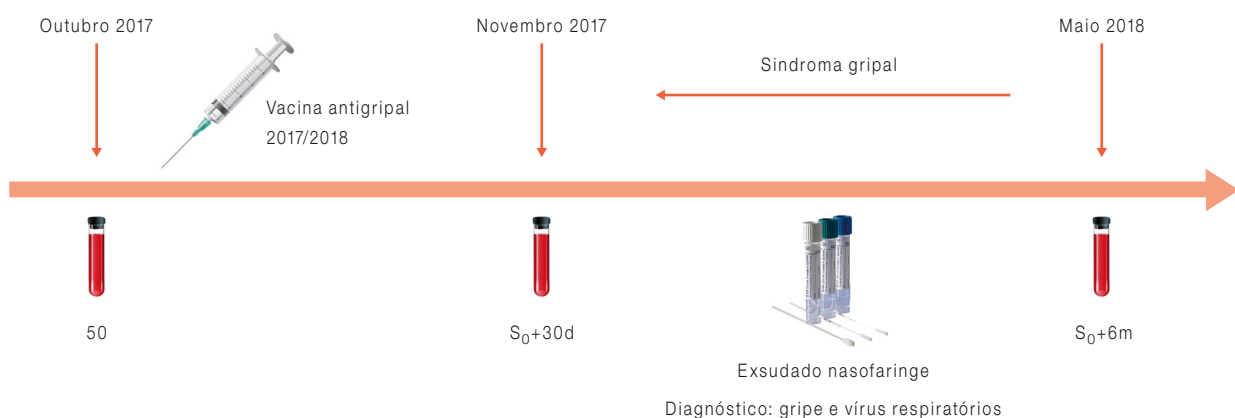 Outubro 2017
Novembro 2017
Maio 2018
Sindroma gripal
Vacina antigripal
2017/2018
50
S₀+30d
S₀+6m
Exsudado nasofaringe
Diagnóstico: gripe e vírus respiratórios